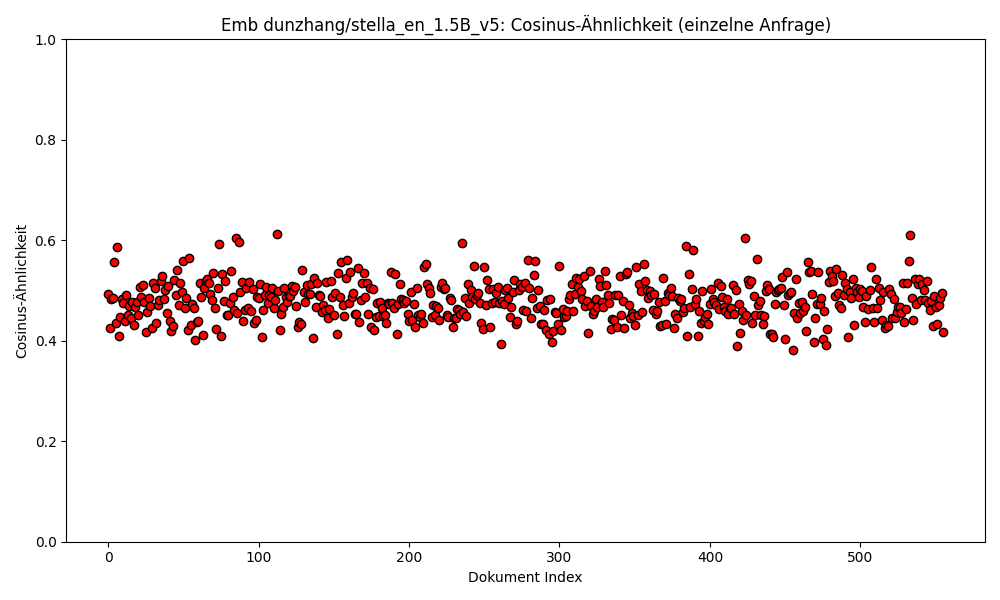 Emb dunzhang/stella_en_1.5B_v5: Cosinus-Ähnlichkeit (einzelne Anfrage)
1.0
0.8
0.6
0.4
0.2
0.0
Cosinus-Ähnlichkeit
0 100 200 300 400 500
Dokument Index